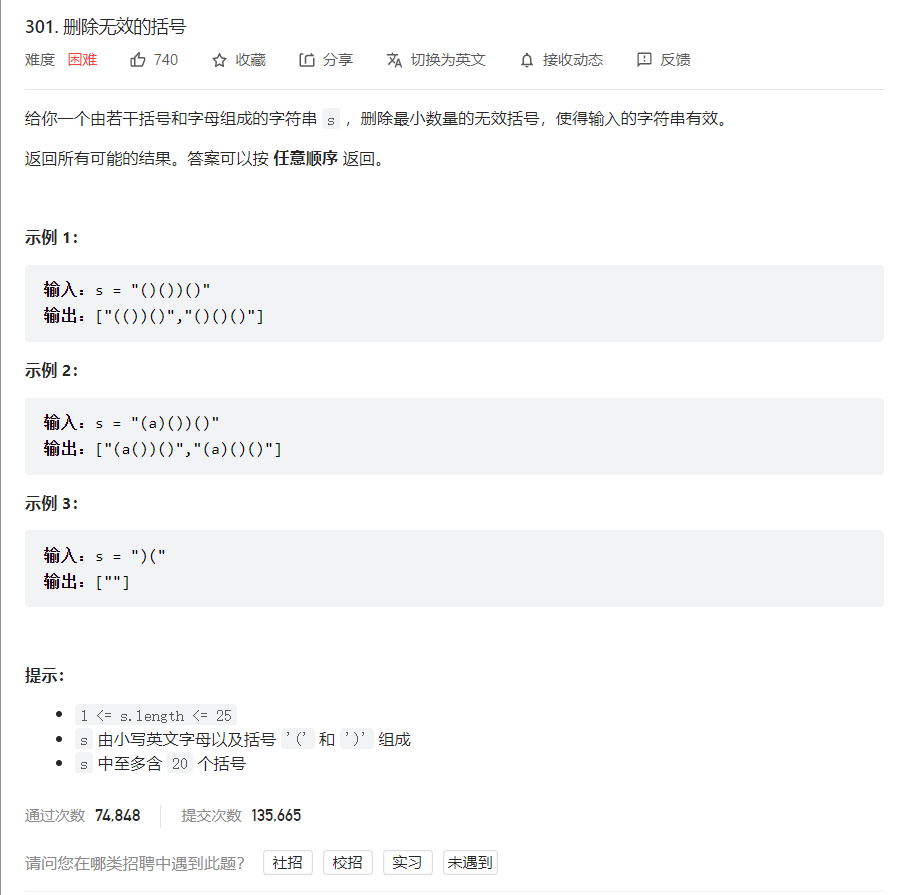 301. 删除无效的括号
难度 困难 740 收藏 分享 切换为英文 接收动态 反馈
给你一个由若干括号和字母组成的字符串 s ，删除最小数量的无效括号，使得输入的字符串有效。
返回所有可能的结果。答案可以按 任意顺序 返回。
示例 1：
输入：s = "()())()"
输出：["(())()","()()()"]
示例 2：
输入：s = "(a)())()"
输出：["(a())()","(a)()()"]
示例 3：
输入：s = ")("
输出：[""]
提示：
1 <= s.length <= 25
s 由小写英文字母以及括号 '(' 和 ')' 组成
s 中至多含 20 个括号
通过次数 74,848 提交次数 135,665
请问您在哪类招聘中遇到此题？ 社招 校招 实习 未遇到